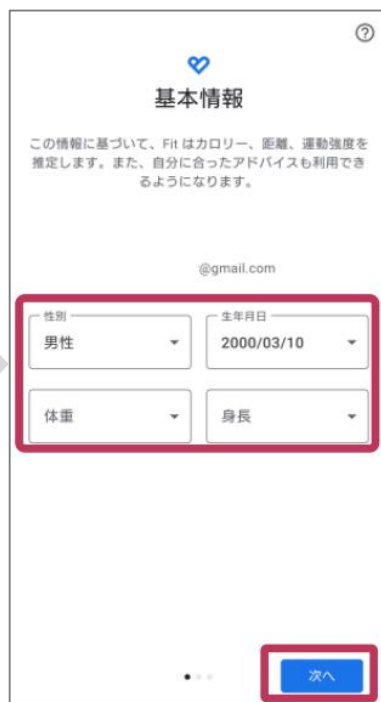 基本情報
この情報に基づいて、Fit はカロリー、距離、運動強度を
推定します。また、自分に合ったアドバイスも利用でき
るようになります。
@gmail.com
性別
男性
生年月日
2000/03/10
体重
身長
次へ